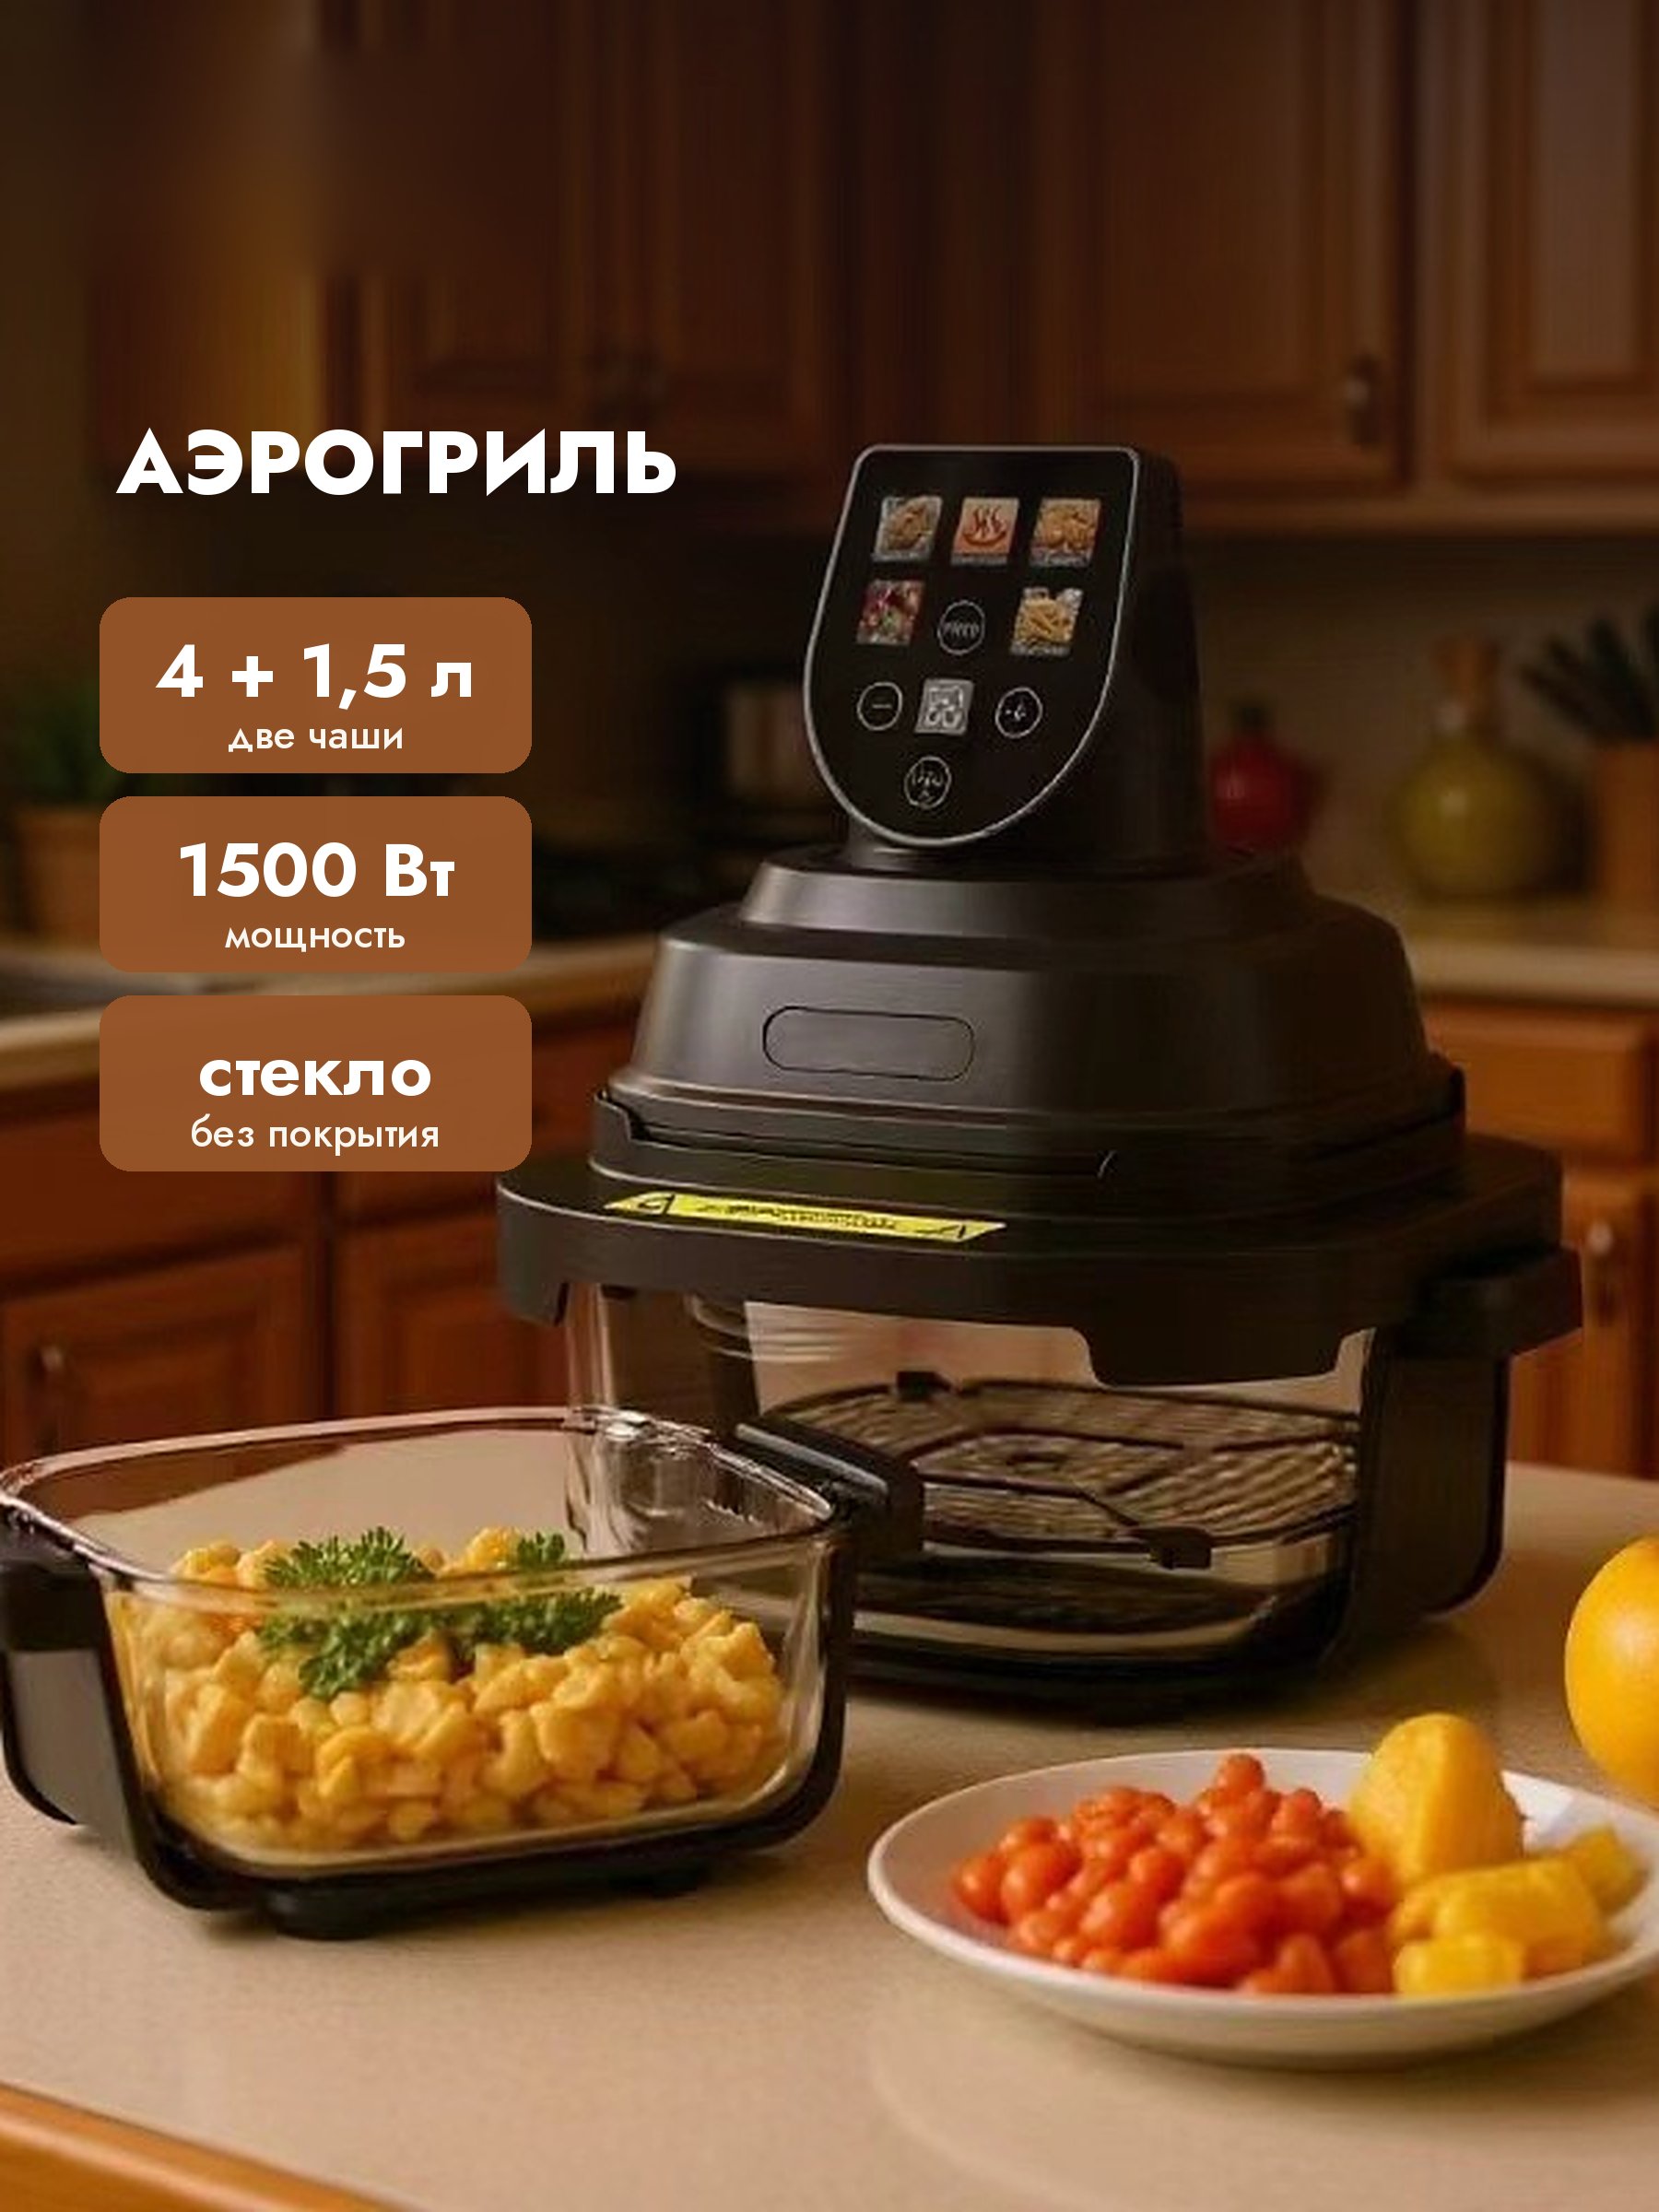 АЭРОГРИЛЬ
4 + 1,5 л
две чаши
1500 Вт
мощность
стекло
без покрытия